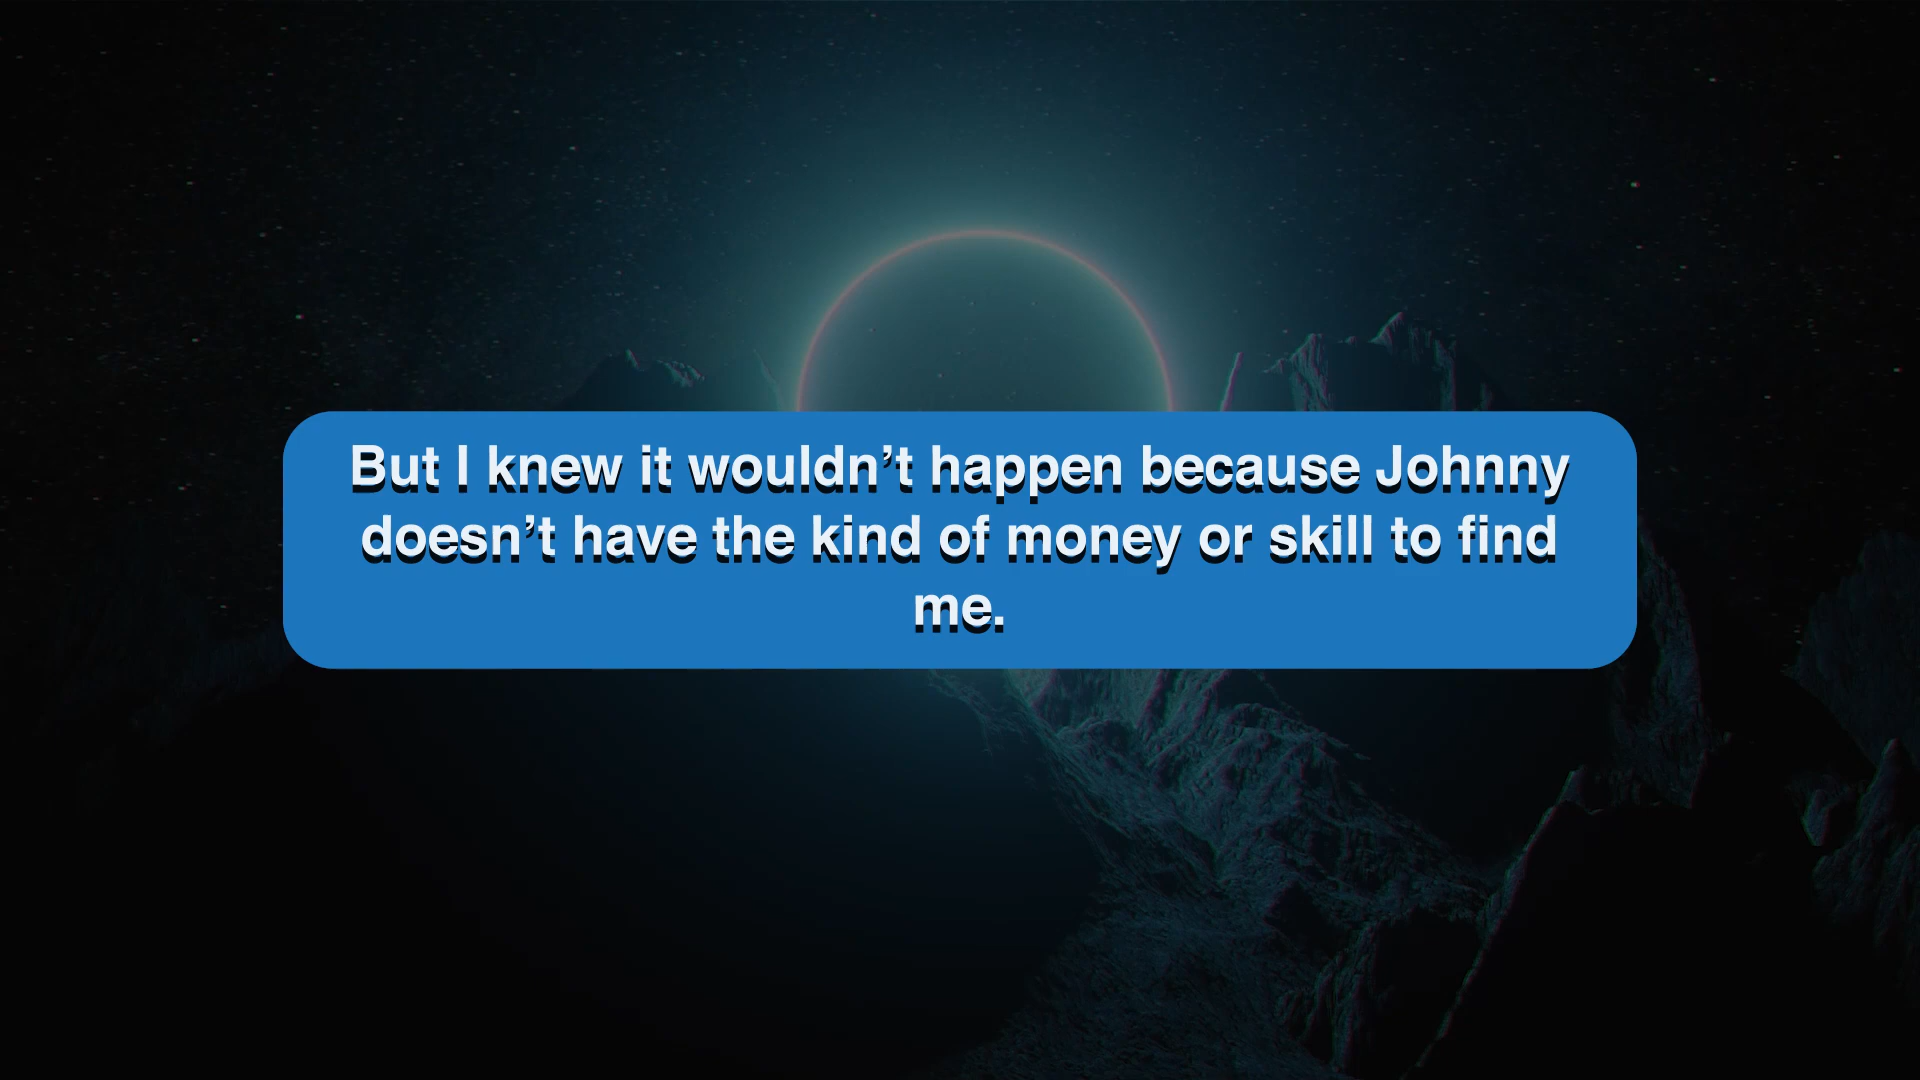 But I knew it wouldn’t happen because Johnny
doesn’t have the kind of money or skill to find
me.